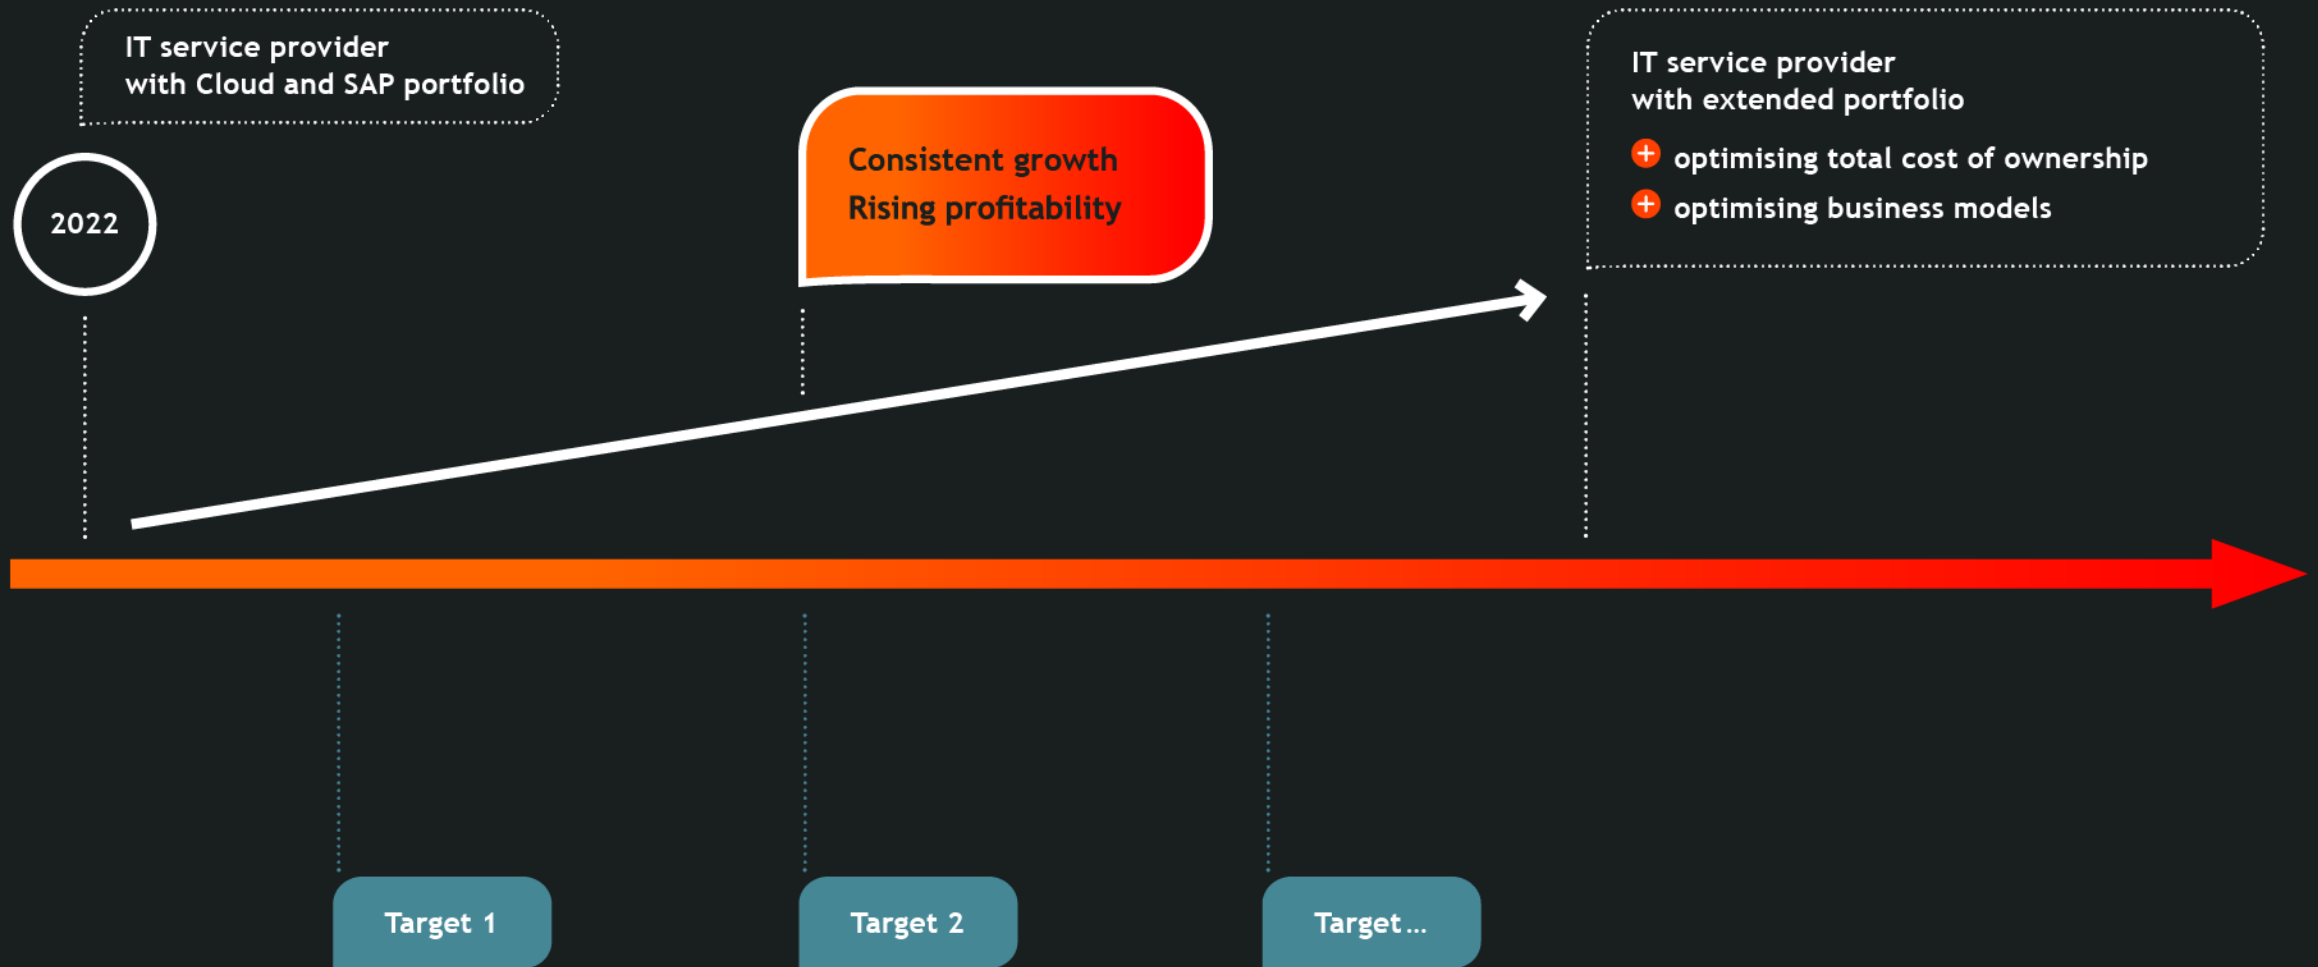 IT service provider
with Cloud and SAP portfolio
2022
Consistent growth
Rising profitability
IT service provider
with extended portfolio
optimising total cost of ownership
optimising business models
Target 1
Target 2
Target...